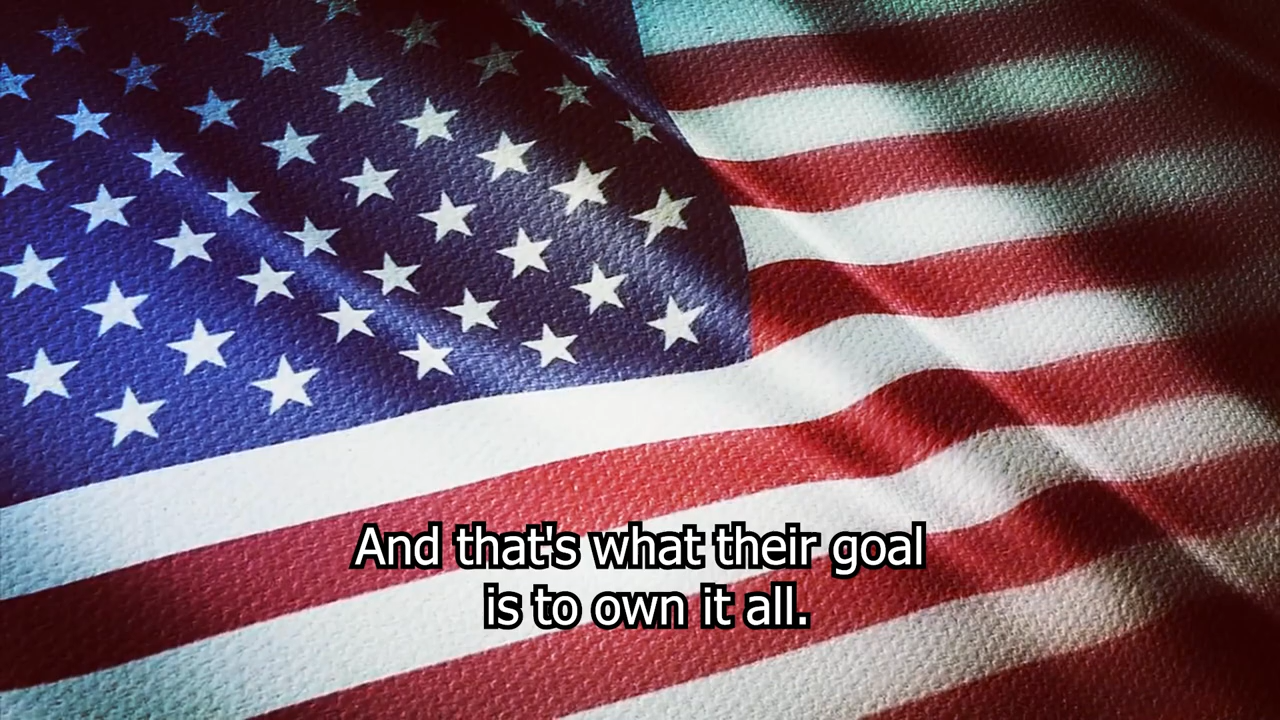 And that's what their goal
is to own it all.